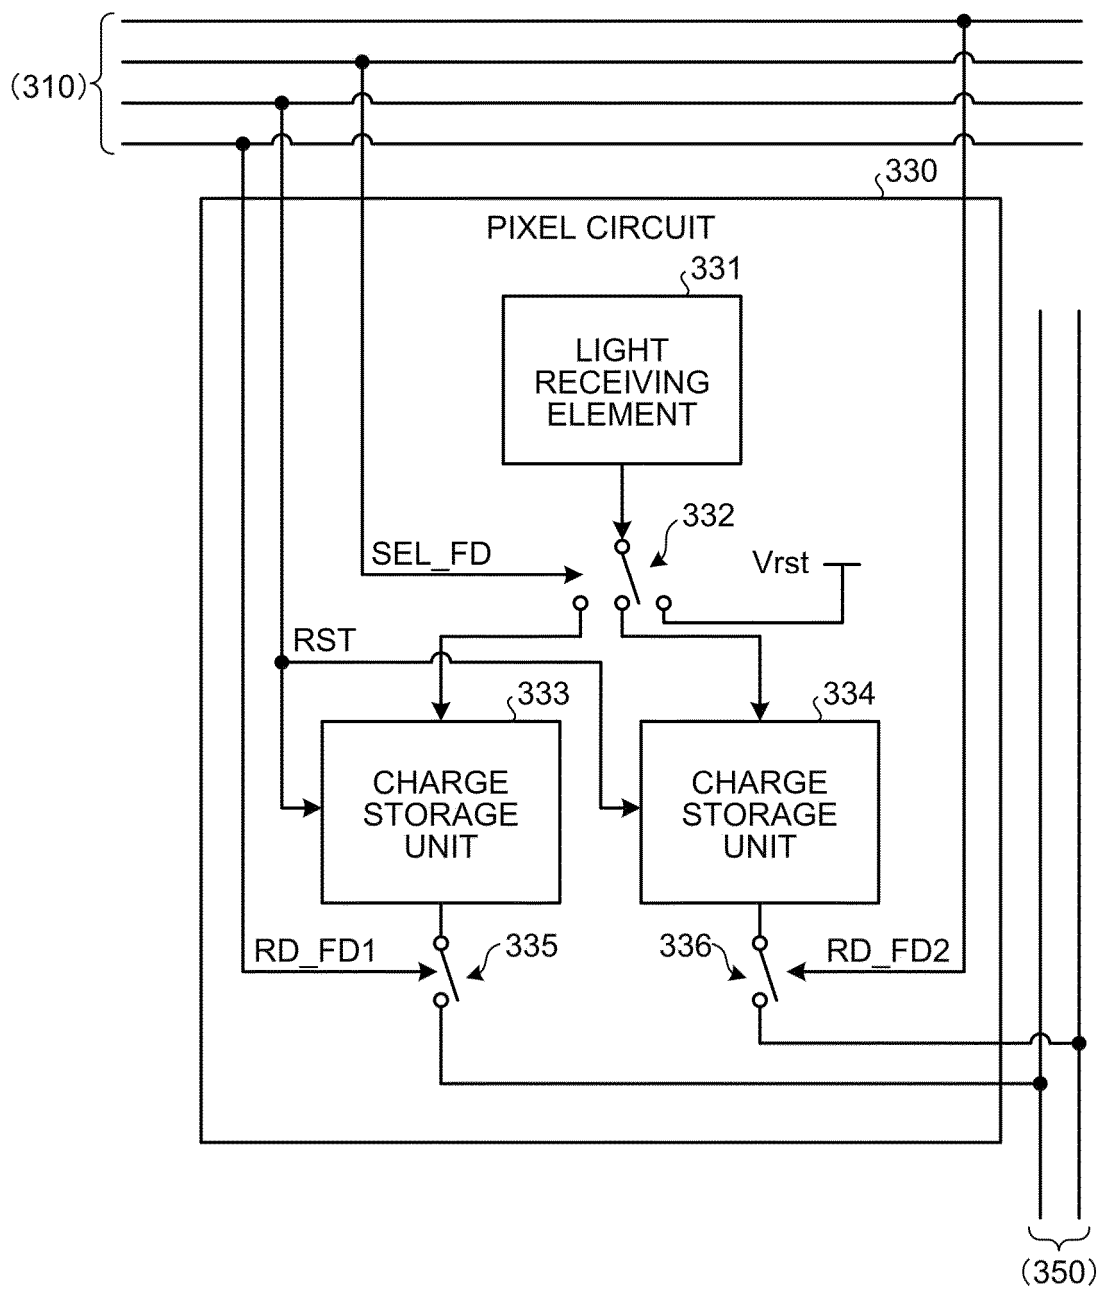 (310)
330
PIXEL CIRCUIT
331
LIGHT
RECEIVING
ELEMENT
332
SEL_FD
Vrst
RST
333
334
CHARGE
STORAGE
UNIT
CHARGE
STORAGE
UNIT
RD_FD1
335
336
RD_FD2
(350)